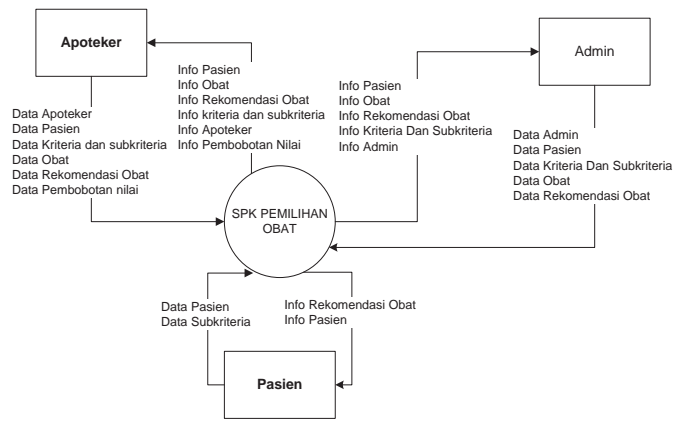 Apoteker
Admin
Info Pasien
Info Obat
Info Rekomendasi Obat
Info kriteria dan subkriteria
Info Apoteker
Info Pembobotan Nilai
Info Pasien
Info Obat
Info Rekomendasi Obat
Info Kriteria Dan Subkriteria
Info Admin
Data Apoteker
Data Pasien
Data Kriteria dan subkriteria
Data Obat
Data Rekomendasi Obat
Data Pembobotan nilai
Data Admin
Data Pasien
Data Kriteria Dan Subkriteria
Data Obat
Data Rekomendasi Obat
SPK PEMILIHAN
OBAT
Data Pasien
Data Subkriteria
Info Rekomendasi Obat
Info Pasien
Pasien